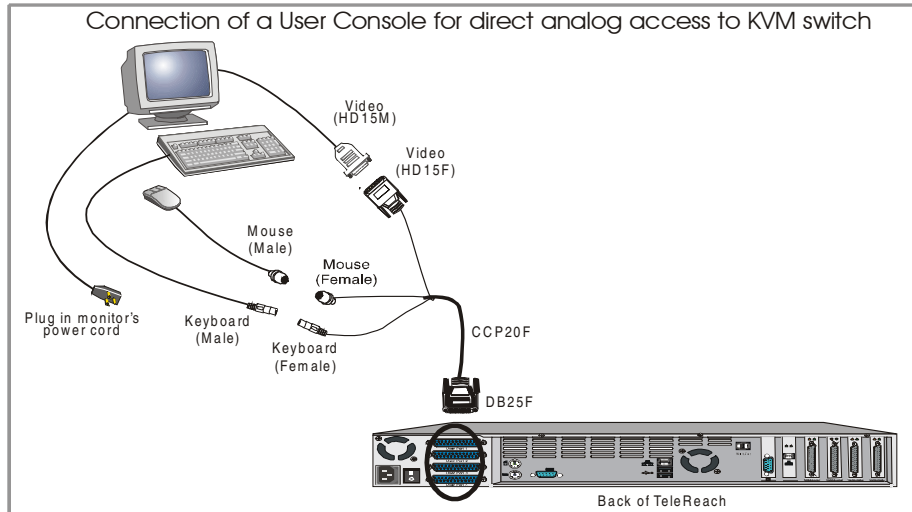 Connection of a User Console for direct analog access to KVM switch
Video
(HD15M)
Video
(HD15F)
Mouse
(Male)
Mouse
(Female)
Plug in monitor's
power cord
Keyboard
(Male)
Keyboard
(Female)
CCP20F
DB25F
Back of TeleReach